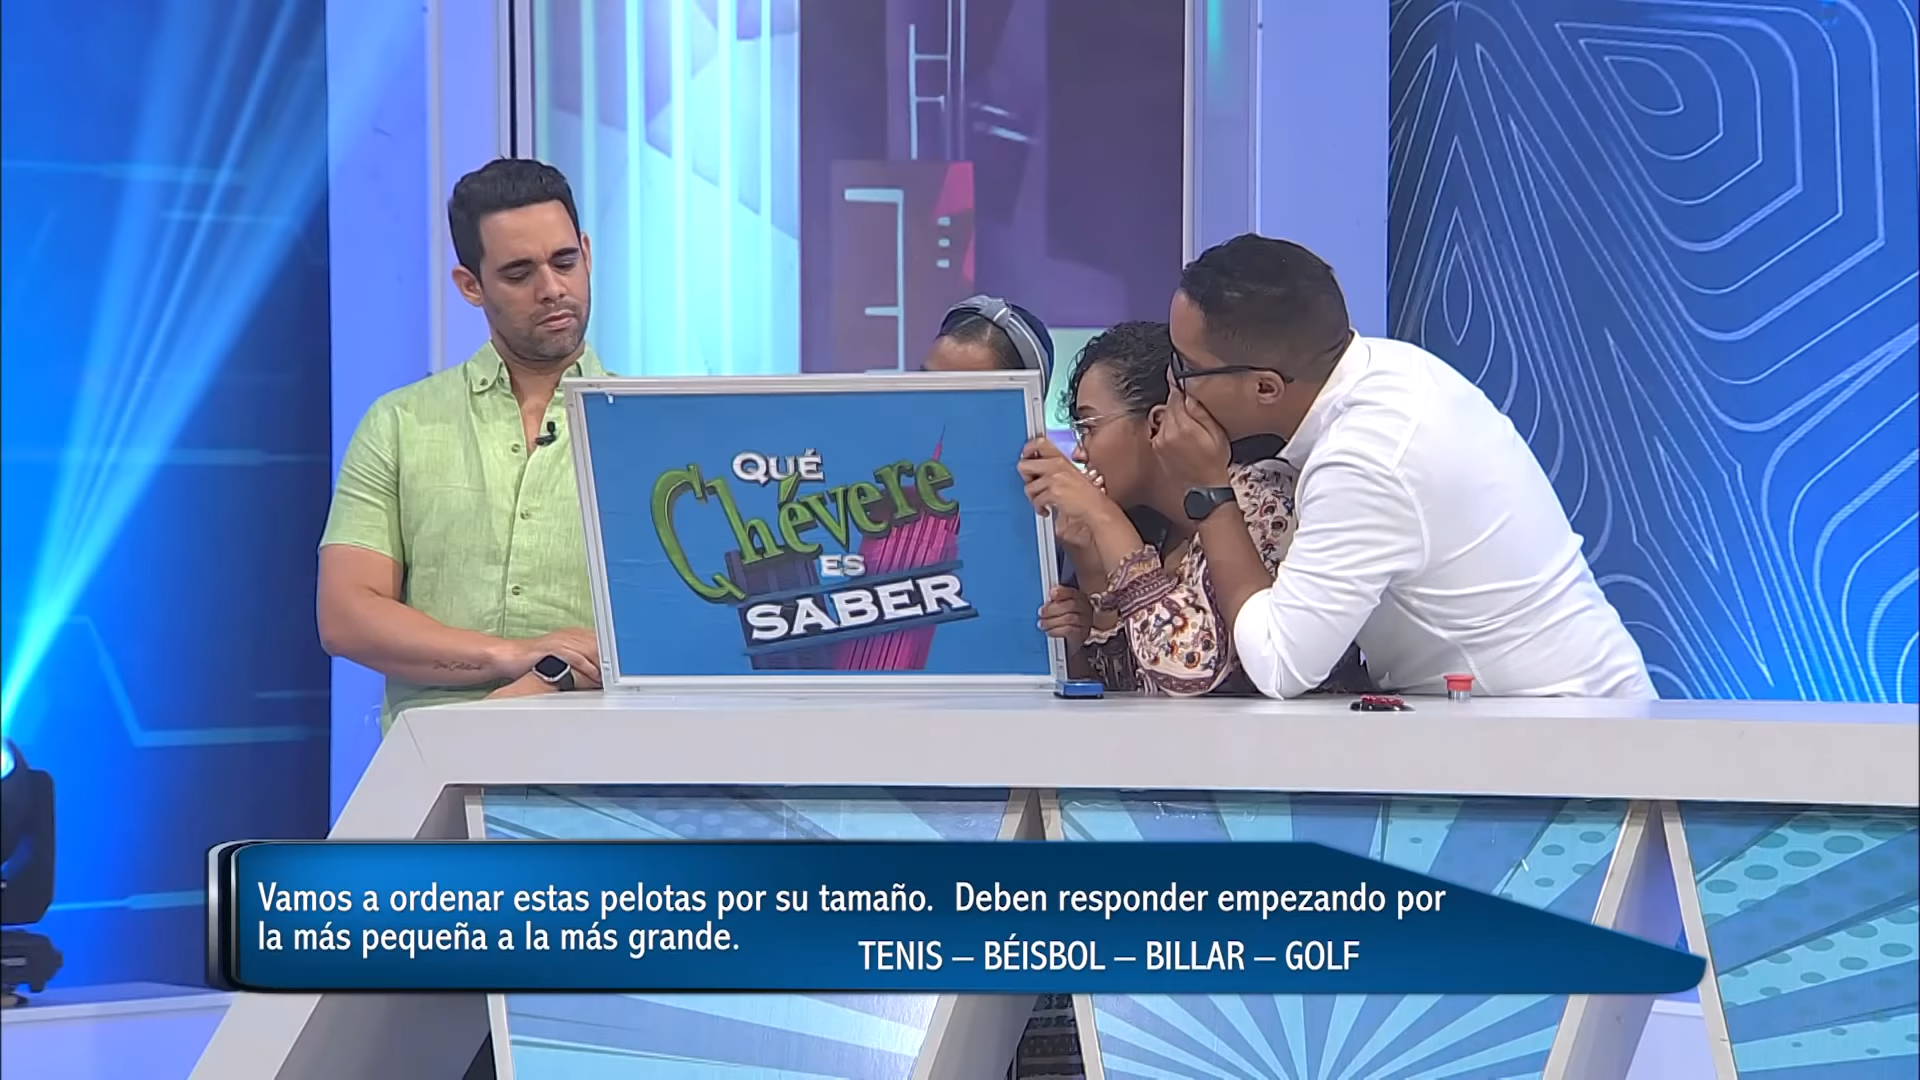 QUÉ
Chévere
ES
SABER
Vamos a ordenar estas pelotas por su tamaño. Deben responder empezando por
la más pequeña a la más grande.
TENIS – BÉISBOL – BILLAR – GOLF